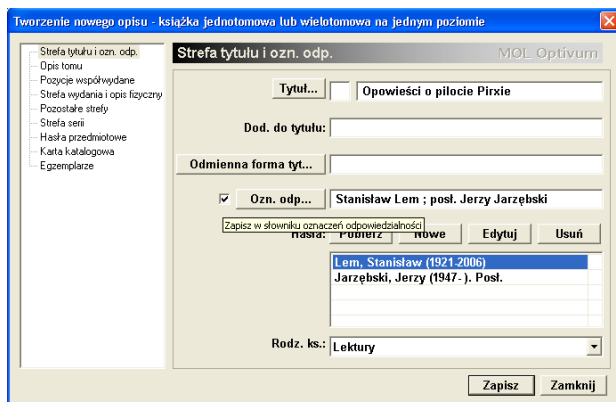 Tworzenie nowego opisu - książka jednotomowa lub wielotomowa na jednym poziomie
Strefa tytułu i ozn. odp.
Opis tomu
Pozycje współwydane
Strefa wydania i opis fizyczny
Pozostałe strefy
Strefa serii
Hasła przedmiotowe
Karta katalogowa
Egzemplarze
Strefa tytułu i ozn. odp. MOL Optivum
Tytuł... Opowieści o pilocie Pirxie
Dod. do tytułu:
Odmienna forma tyt...
Ozn. odp... Stanisław Lem ; posł. Jerzy Jarzębski
Zapisz w słowniku oznaczeń odpowiedzialności
Hasła: Pobierz Nowe Edytuj Usuń
Lem, Stanisław (1921-2006)
Jarzębski, Jerzy (1947- ). Posł.
Rodz. ks.: Lektury
Zapisz Zamknij